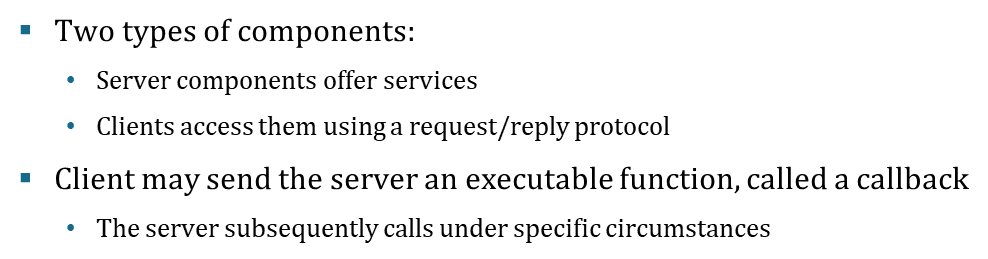 ▪ Two types of components:
• Server components offer services
• Clients access them using a request/reply protocol
▪ Client may send the server an executable function, called a callback
• The server subsequently calls under specific circumstances